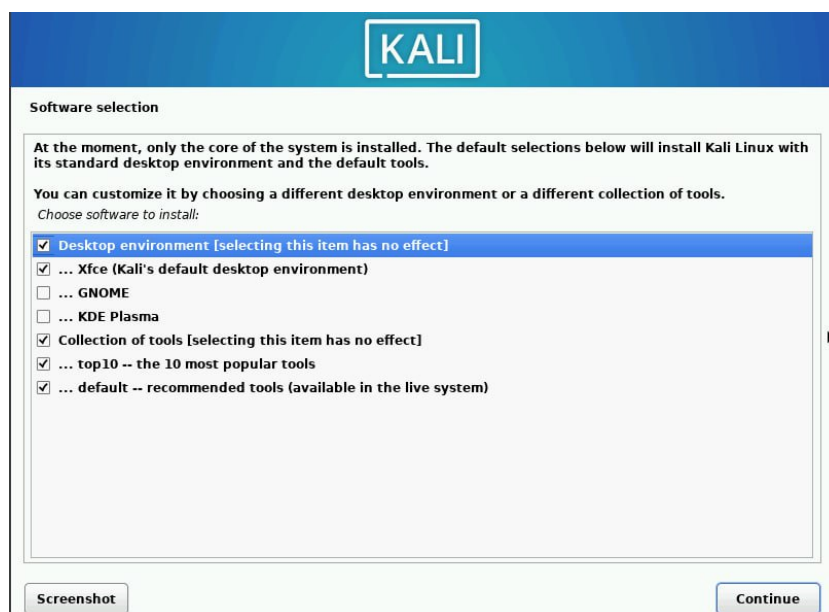 KALI
Software selection
At the moment, only the core of the system is installed. The default selections below will install Kali Linux with
its standard desktop environment and the default tools.
You can customize it by choosing a different desktop environment or a different collection of tools.
Choose software to install:
Desktop environment [selecting this item has no effect]
... Xfce (Kali's default desktop environment)
... GNOME
... KDE Plasma
Collection of tools [selecting this item has no effect]
... top10 -- the 10 most popular tools
... default -- recommended tools (available in the live system)
Screenshot
Continue